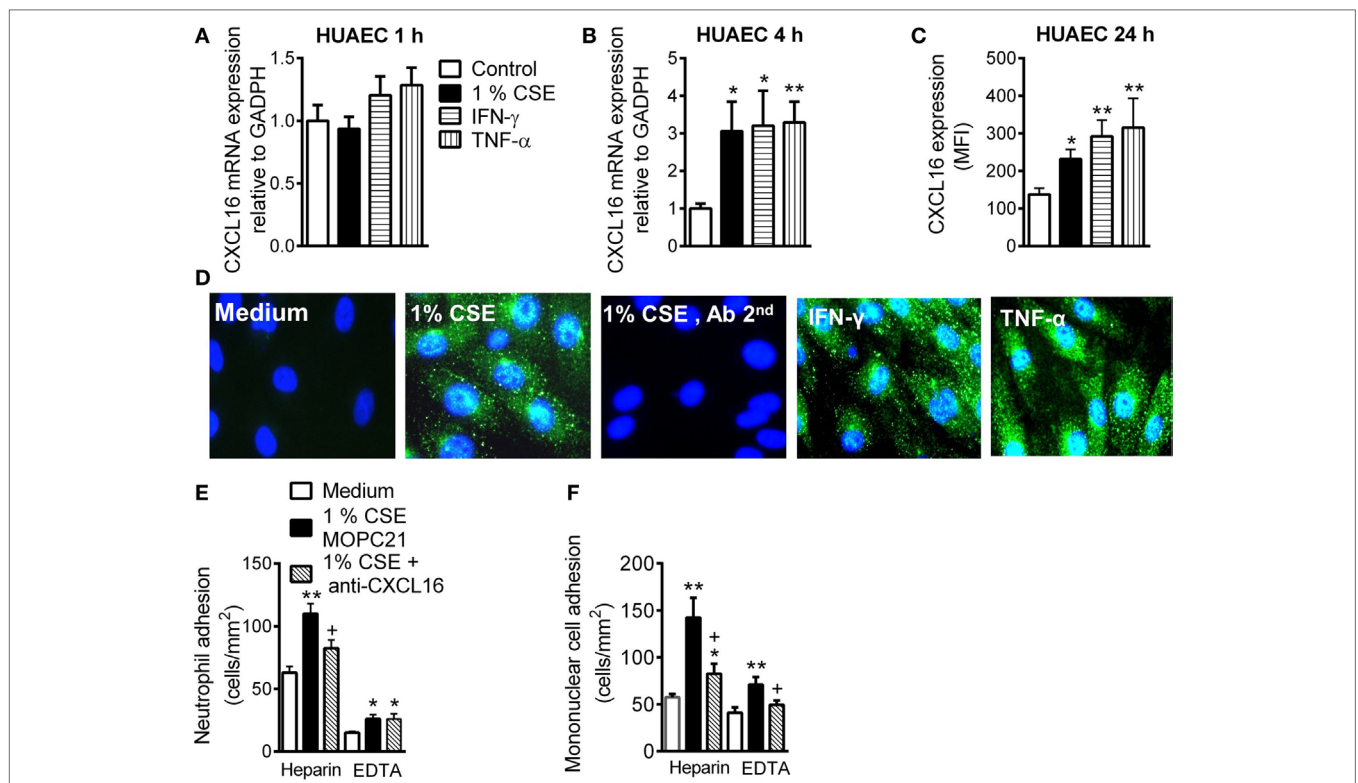 A
HUAEC 1 h
CXCL16 mRNA expression
relative to GADPH
1.5
1.0
0.5
0.0
Control
1 % CSE
IFN-γ
TNF-α
B
HUAEC 4 h
CXCL16 mRNA expression
relative to GADPH
5
4
3
2
1
0
*
*
**
C
HUAEC 24 h
CXCL16 expression
(MFI)
500
400
300
200
100
0
*
**
**
D
Medium
1% CSE
1% CSE , Ab 2nd
IFN-γ
TNF-α
E
Medium
1 % CSE
MOPC21
1% CSE +
anti-CXCL16
Neutrophil adhesion
(cells/mm2)
150
100
50
0
**
+
*
*
Heparin
EDTA
F
Mononuclear cell adhesion
(cells/mm2)
200
150
100
50
0
**
+
*
**
+
Heparin
EDTA